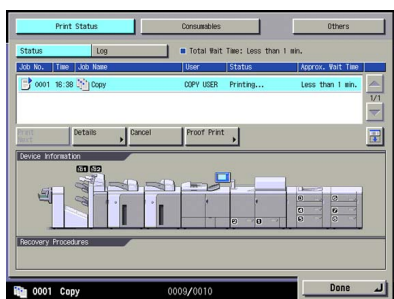 Print Status
Consumables
Others
Status
Log
Total Wait Time: Less than 1 min.
Job No.
Time
Job Name
User
Status
Approx. Wait Time
0001 16:38 Copy
COPY USER
Printing...
Less than 1 min.
1/1
Print Next
Details
Cancel
Proof Print
Device Information
Recovery Procedures
0001 Copy
0009/0010
Done